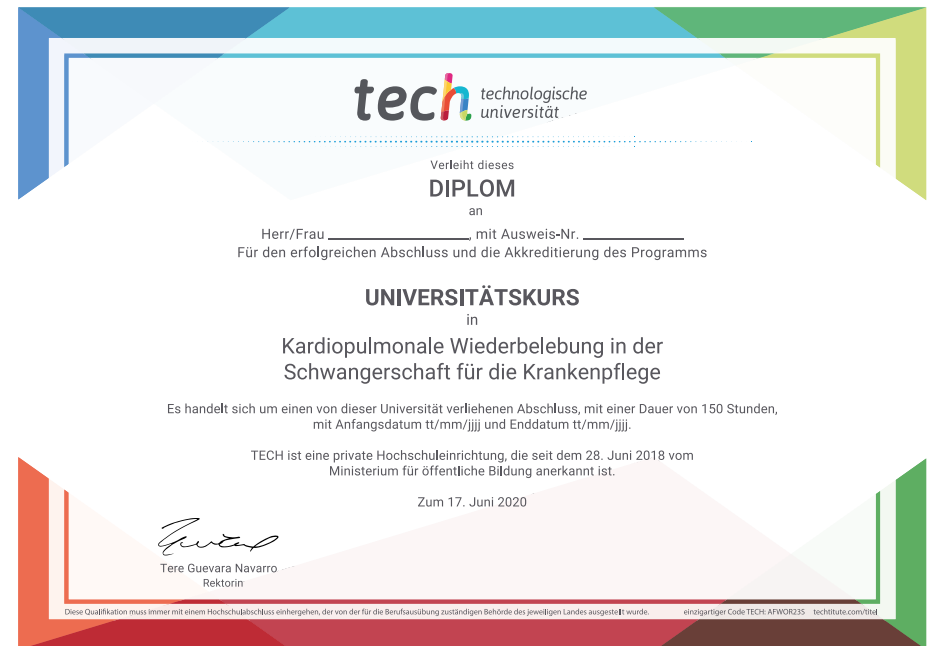 tech technologische
universität
Verleiht dieses
DIPLOM
an
Herr/Frau ____________, mit Ausweis-Nr. ____________
Für den erfolgreichen Abschluss und die Akkreditierung des Programms
UNIVERSITÄTSKURS
in
Kardiopulmonale Wiederbelebung in der
Schwangerschaft für die Krankenpflege
Es handelt sich um einen von dieser Universität verliehenen Abschluss, mit einer Dauer von 150 Stunden,
mit Anfangsdatum tt/mm/jjjj und Enddatum tt/mm/jjjj.
TECH ist eine private Hochschuleinrichtung, die seit dem 28. Juni 2018 vom
Ministerium für öffentliche Bildung anerkannt ist.
Zum 17. Juni 2020
Tere Guevara Navarro
Rektorin
Diese Qualifikation muss immer mit einem Hochschulabschluss einhergehen, der von der für die Berufsausübung zuständigen Behörde des jeweiligen Landes ausgestellt wurde. einzigartiger Code TECH: AFWOR23S techtitute.com/titel